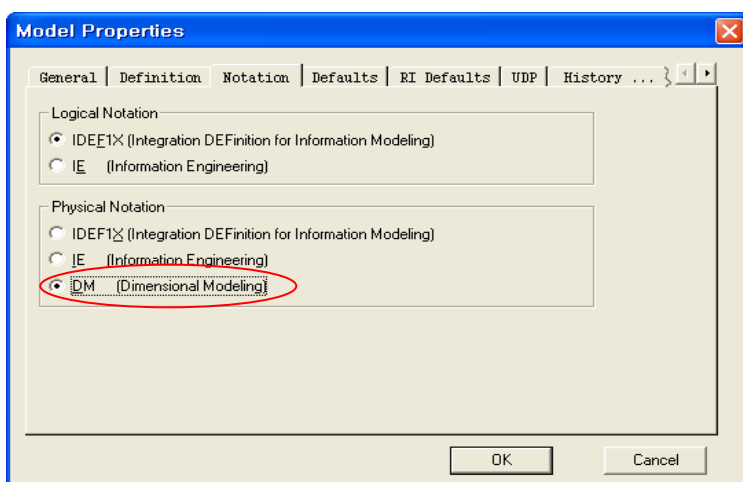 Model Properties
General Definition Notation Defaults RI Defaults UDP History ...
Logical Notation
IDEF1X (Integration DEFinition for Information Modeling)
IE (Information Engineering)
Physical Notation
IDEF1X (Integration DEFinition for Information Modeling)
IE (Information Engineering)
DM (Dimensional Modeling)
OK Cancel